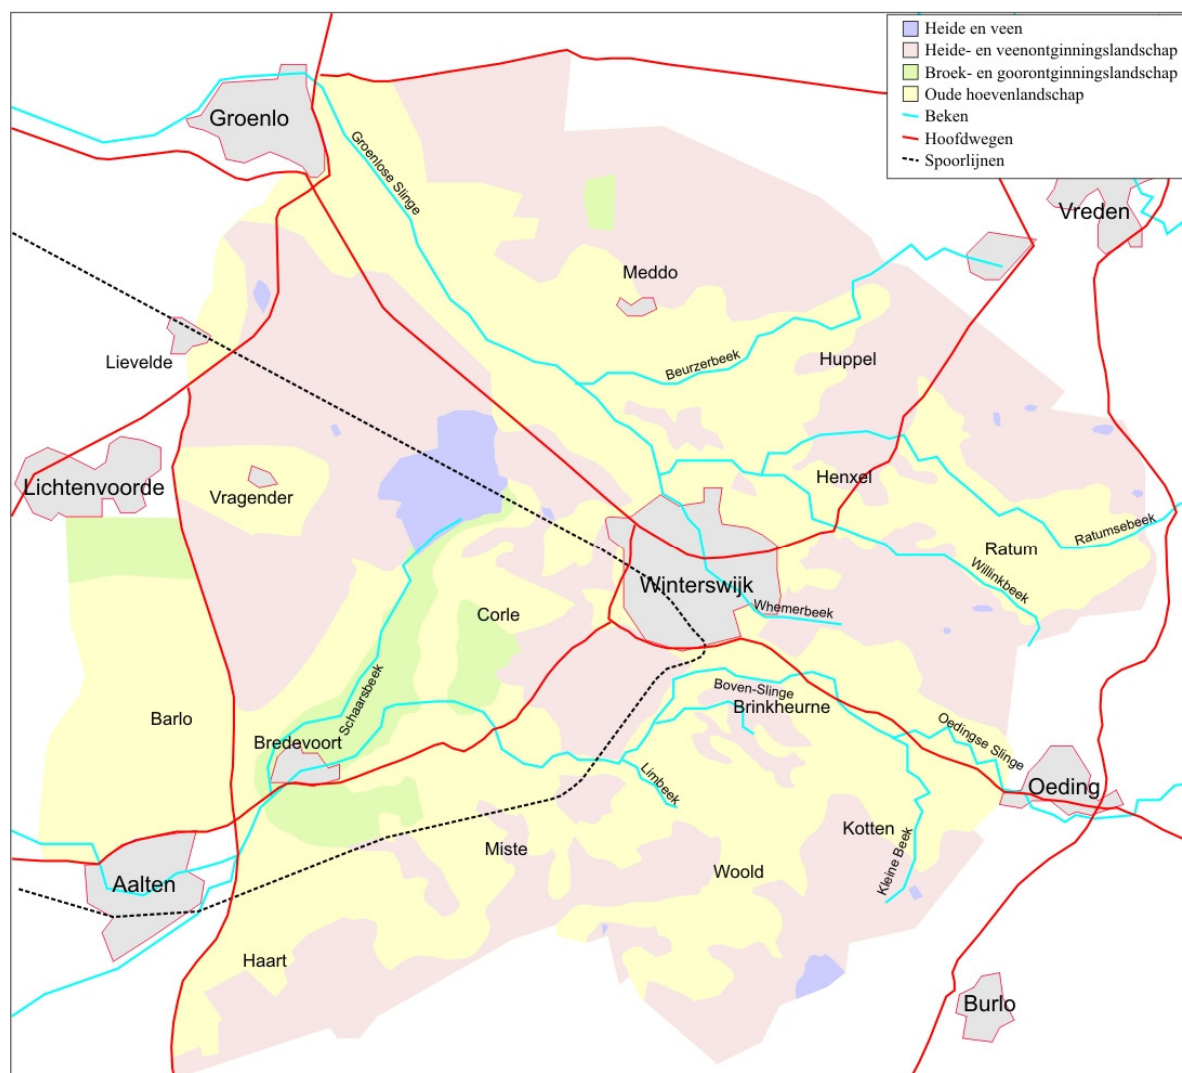 Heide en veen
Heide- en veenontginningslandschap
Broek- en goorontginningslandschap
Oude hoevenlandschap
Beken
Hoofdwegen
Spoorlijnen
Groenlo
Groenlose Slinge
Vreden
Meddo
Lievelde
Beurzerbeek
Huppel
Lichtenvoorde
Vragender
Henxel
Ratum
Ratumsebeek
Willinkbeek
Winterswijk
Whemerbeek
Corle
Schaarsbeek
Barlo
Bredevoort
Boven-Slinge
Brinkheurne
Oedingse Slinge
Limbeek
Oeding
Kotten
Kleine Beek
Miste
Woold
Aalten
Haart
Burlo